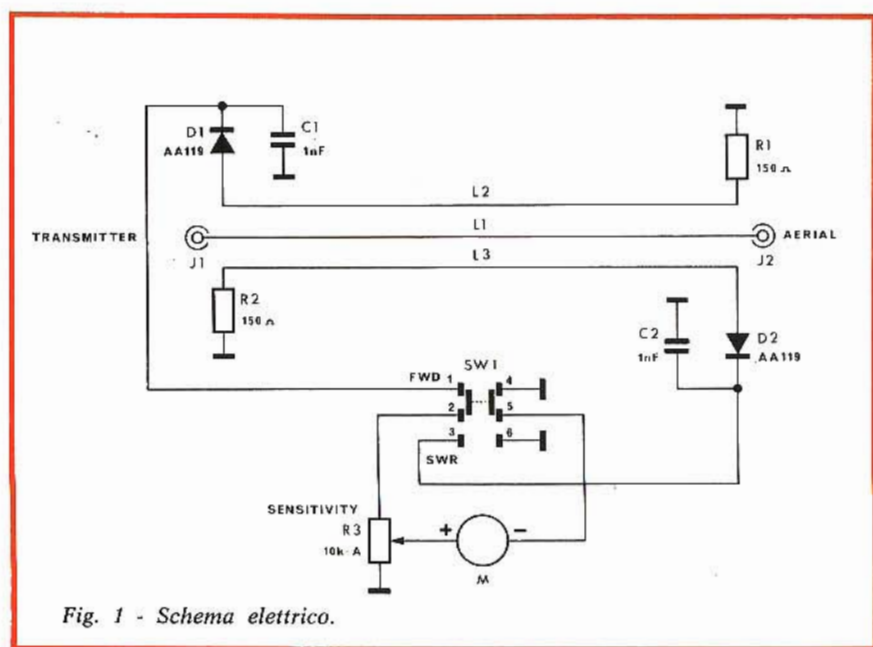 D1
AA119
C1
1nF
R1
150 Ω
L2
TRANSMITTER
J1
L1
J2
AERIAL
L3
R2
150 Ω
C2
1nF
D2
AA119
SW1
FWD
1
4
2
5
3
6
SWR
SENSITIVITY
R3
10k-A
+
-
M
Fig. 1 - Schema elettrico.